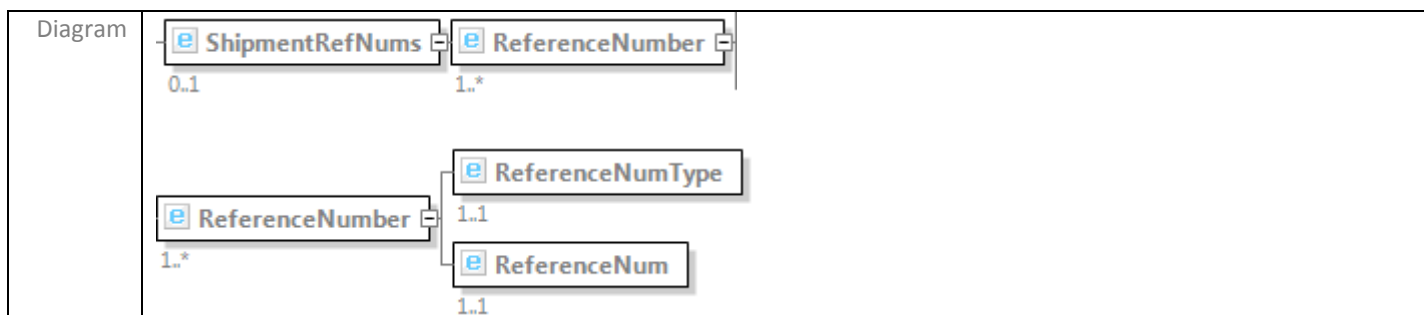 Diagram
e ShipmentRefNums e ReferenceNumber
0..1 1..*
e ReferenceNumType
1..1
e ReferenceNumber
1..*
e ReferenceNum
1..1